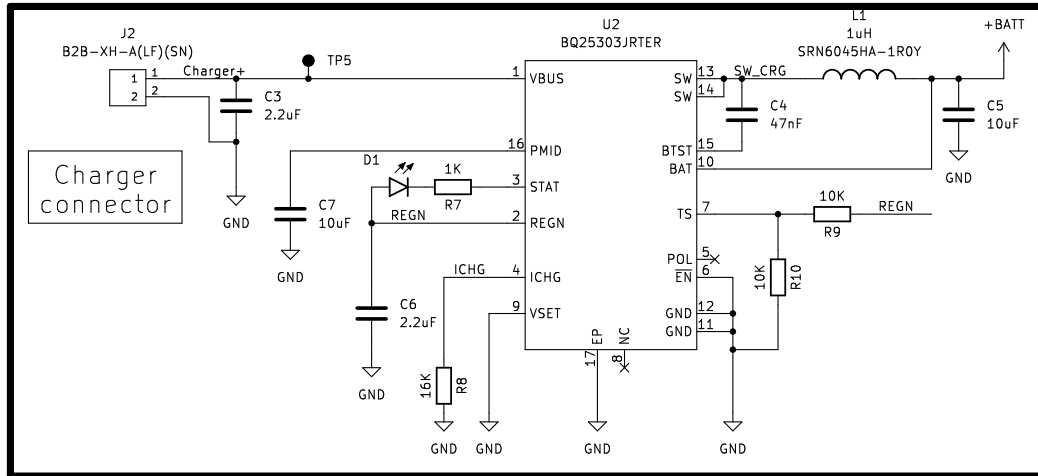 J2
B2B-XH-A(LF)(SN)
1 1 Charger+
2 2
C3
2.2uF
GND
Charger
connector
TP5
U2
BQ25303JRTER
1 VBUS
16 PMID
3 STAT
2 REGN
4 ICHG
9 VSET
SW 13
SW 14
BTST 15
BAT 10
TS 7
POL 5
EN 6
GND 12
GND 11
EP 17
NC 8
SW_CRG
L1
1uH
SRN6045HA-1R0Y
+BATT
C4
47nF
C5
10uF
GND
D1
1K
R7
REGN
C7
10uF
GND
ICHG
C6
2.2uF
GND
16K
R8
GND
GND
GND
10K
R9
REGN
10K
R10
GND